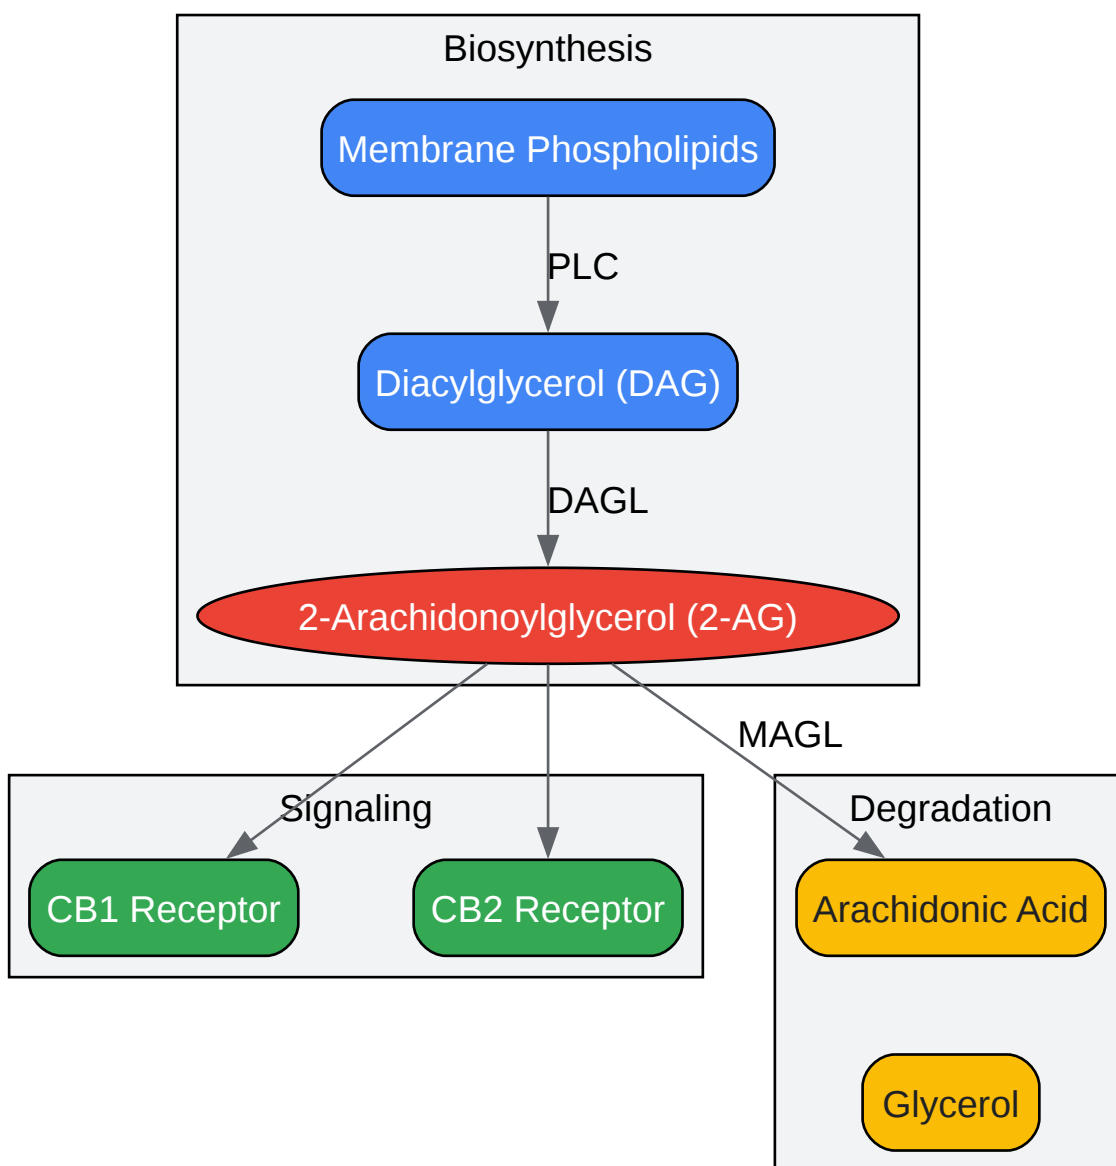 Biosynthesis
Membrane Phospholipids
PLC
Diacylglycerol (DAG)
DAGL
2-Arachidonoylglycerol (2-AG)
MAGL
Signaling
Degradation
CB1 Receptor
CB2 Receptor
Arachidonic Acid
Glycerol